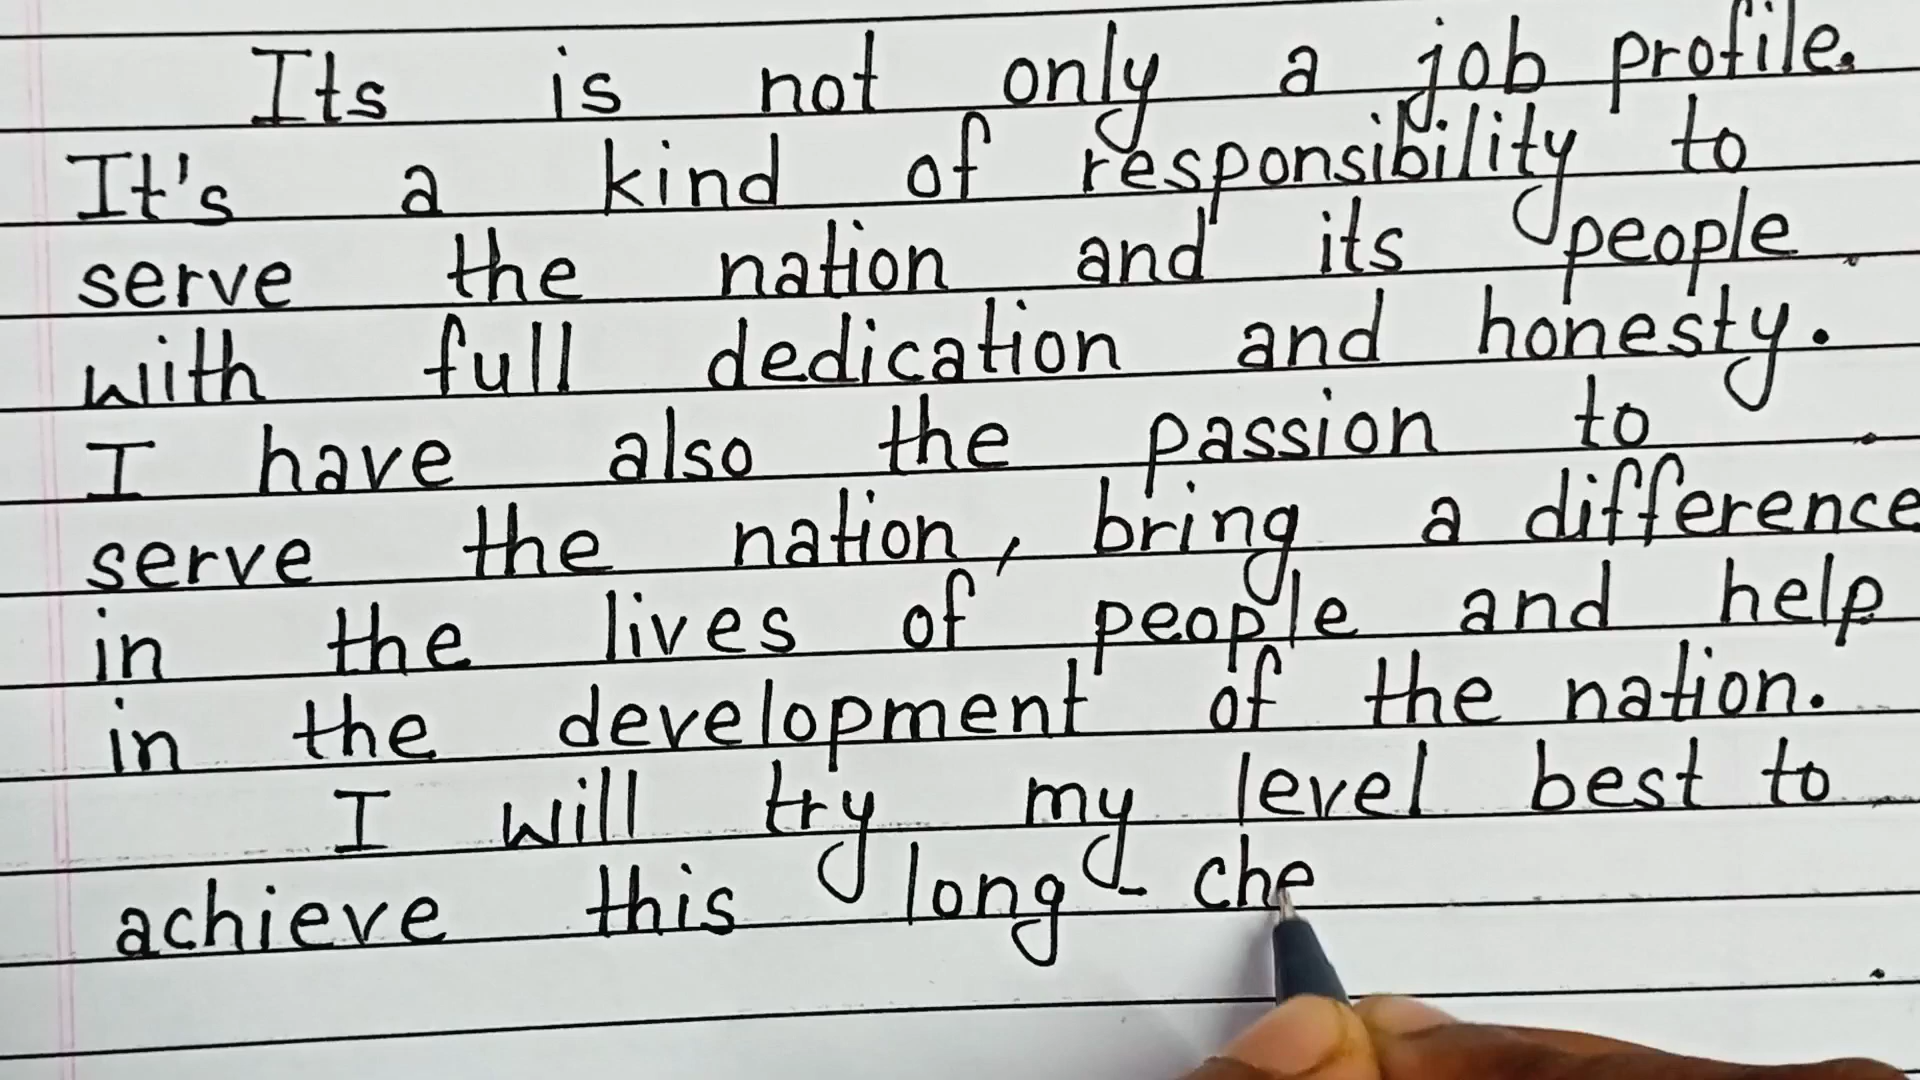 Its is not only a job profile.
It's a kind of responsibility to
serve the nation and its people
wiith full dedication and honesty.
I have also the passion to
serve the nation, bring a difference
in the lives of people and help
in the development of the nation.
I will try my level best to
achieve this long - che